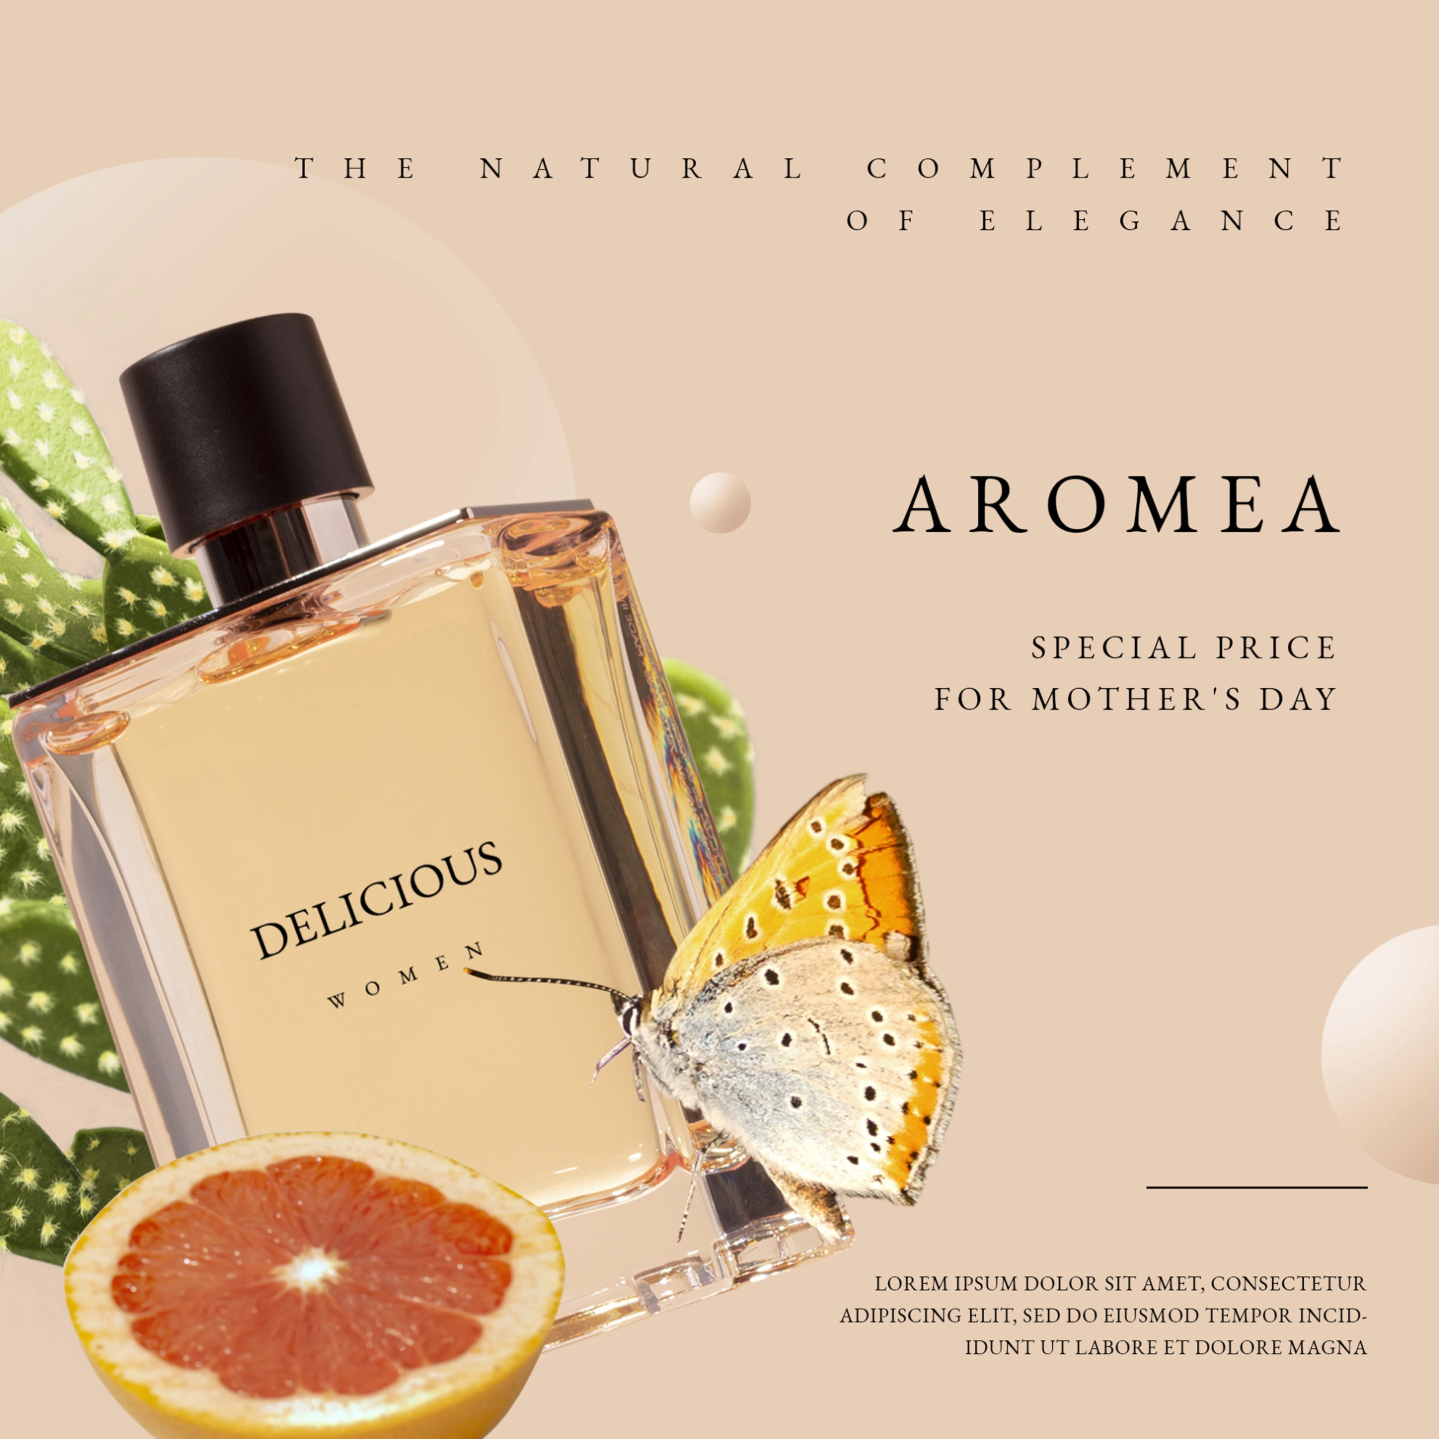 THE NATURAL COMPLEMENT
OF ELEGANCE
AROMEA
SPECIAL PRICE
FOR MOTHER'S DAY
DELICIOUS
WOMEN
LOREM IPSUM DOLOR SIT AMET, CONSECTETUR
ADIPISCING ELIT, SED DO EIUSMOD TEMPOR INCID-
IDUNT UT LABORE ET DOLORE MAGNA